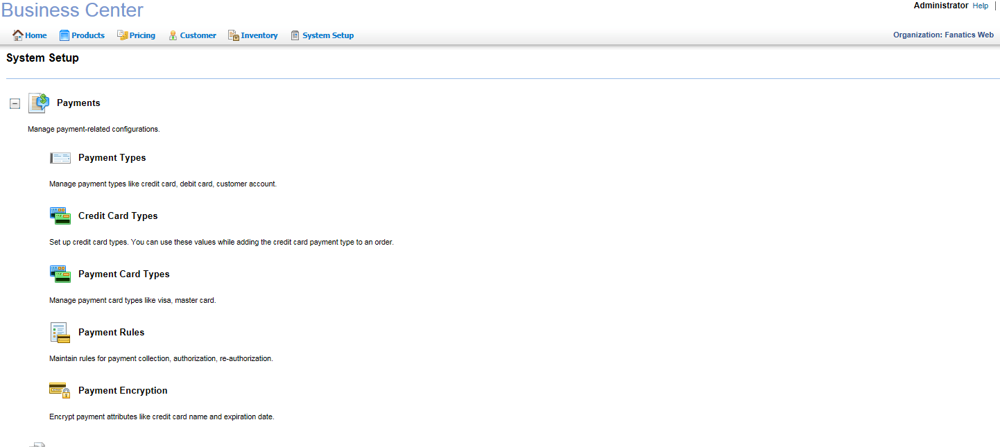 Business Center
Administrator Help |
Home Products Pricing Customer Inventory System Setup
Organization: Fanatics Web
System Setup
Payments
Manage payment-related configurations.
Payment Types
Manage payment types like credit card, debit card, customer account.
Credit Card Types
Set up credit card types. You can use these values while adding the credit card payment type to an order.
Payment Card Types
Manage payment card types like visa, master card.
Payment Rules
Maintain rules for payment collection, authorization, re-authorization.
Payment Encryption
Encrypt payment attributes like credit card name and expiration date.